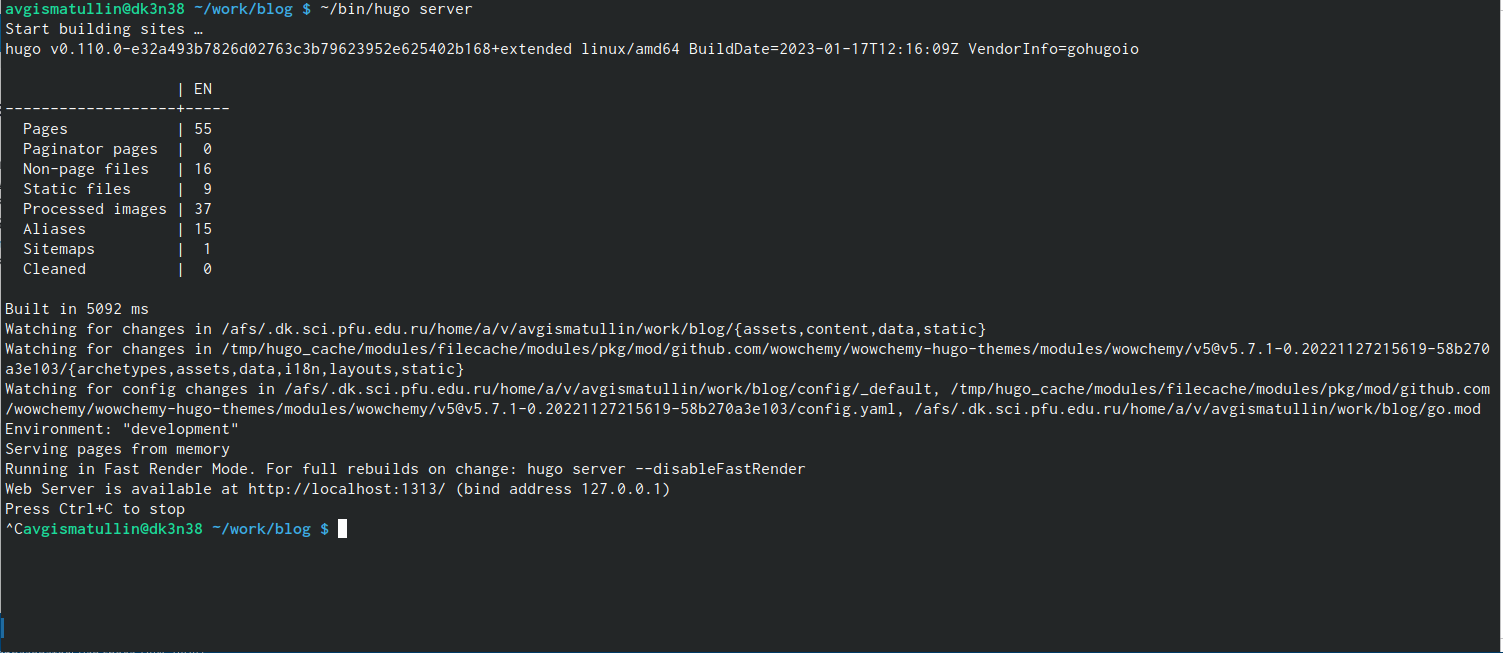 avgismatullin@dk3n38 ~/work/blog $ ~/bin/hugo server
Start building sites …
hugo v0.110.0-e32a493b7826d02763c3b79623952e625402b168+extended linux/amd64 BuildDate=2023-01-17T12:16:09Z VendorInfo=gohugoio
                   | EN
-------------------+-----
  Pages            | 55
  Paginator pages  |  0
  Non-page files   | 16
  Static files     |  9
  Processed images | 37
  Aliases          | 15
  Sitemaps         |  1
  Cleaned          |  0
Built in 5092 ms
Watching for changes in /afs/.dk.sci.pfu.edu.ru/home/a/v/avgismatullin/work/blog/{assets,content,data,static}
Watching for changes in /tmp/hugo_cache/modules/filecache/modules/pkg/mod/github.com/wowchemy/wowchemy-hugo-themes/modules/wowchemy/v5@v5.7.1-0.20221127215619-58b270
a3e103/{archetypes,assets,data,i18n,layouts,static}
Watching for config changes in /afs/.dk.sci.pfu.edu.ru/home/a/v/avgismatullin/work/blog/config/_default, /tmp/hugo_cache/modules/filecache/modules/pkg/mod/github.com
/wowchemy/wowchemy-hugo-themes/modules/wowchemy/v5@v5.7.1-0.20221127215619-58b270a3e103/config.yaml, /afs/.dk.sci.pfu.edu.ru/home/a/v/avgismatullin/work/blog/go.mod
Environment: "development"
Serving pages from memory
Running in Fast Render Mode. For full rebuilds on change: hugo server --disableFastRender
Web Server is available at http://localhost:1313/ (bind address 127.0.0.1)
Press Ctrl+C to stop
^Cavgismatullin@dk3n38 ~/work/blog $